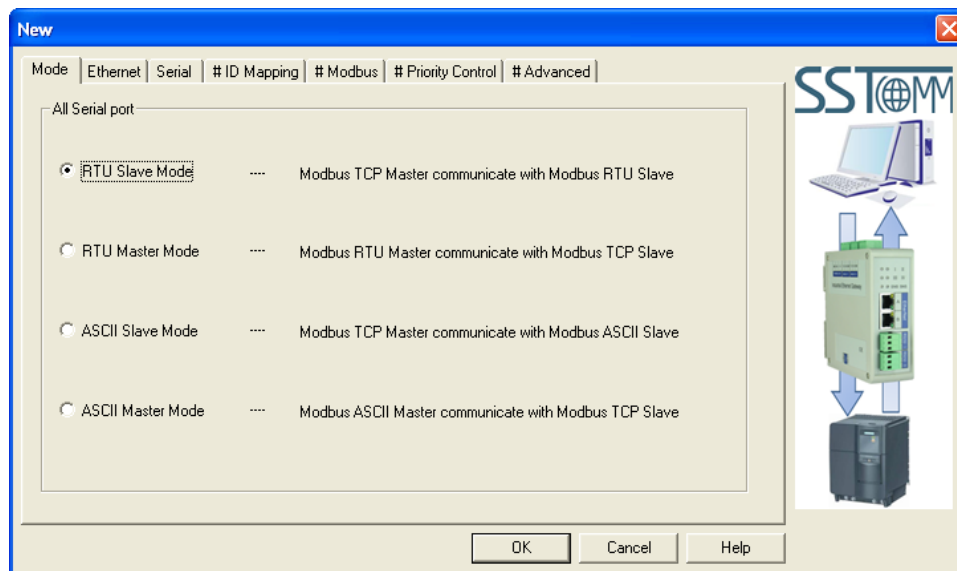 New
Mode Ethernet Serial # ID Mapping # Modbus # Priority Control # Advanced
All Serial port
RTU Slave Mode ---- Modbus TCP Master communicate with Modbus RTU Slave
RTU Master Mode ---- Modbus RTU Master communicate with Modbus TCP Slave
ASCII Slave Mode ---- Modbus TCP Master communicate with Modbus ASCII Slave
ASCII Master Mode ---- Modbus ASCII Master communicate with Modbus TCP Slave
SSTCOMM
OK Cancel Help